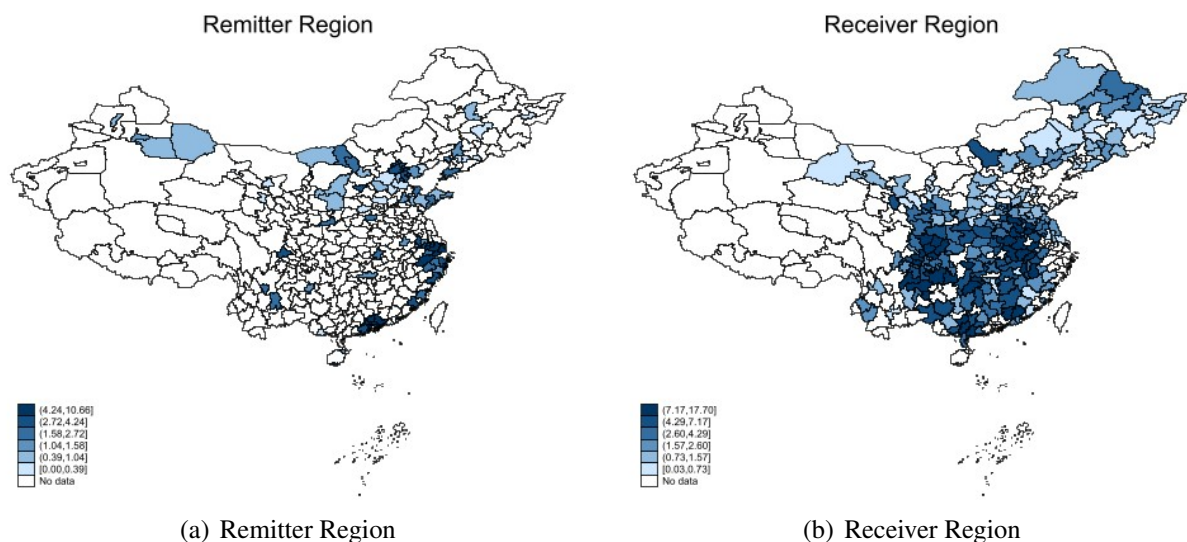 Remitter Region
(4.24,10.66]
(2.72,4.24]
(1.58,2.72]
(1.04,1.58]
(0.39,1.04]
[0.00,0.39]
No data
(a) Remitter Region
Receiver Region
(7.17,17.70]
(4.29,7.17]
(2.60,4.29]
(1.57,2.60]
(0.73,1.57]
[0.03,0.73]
No data
(b) Receiver Region